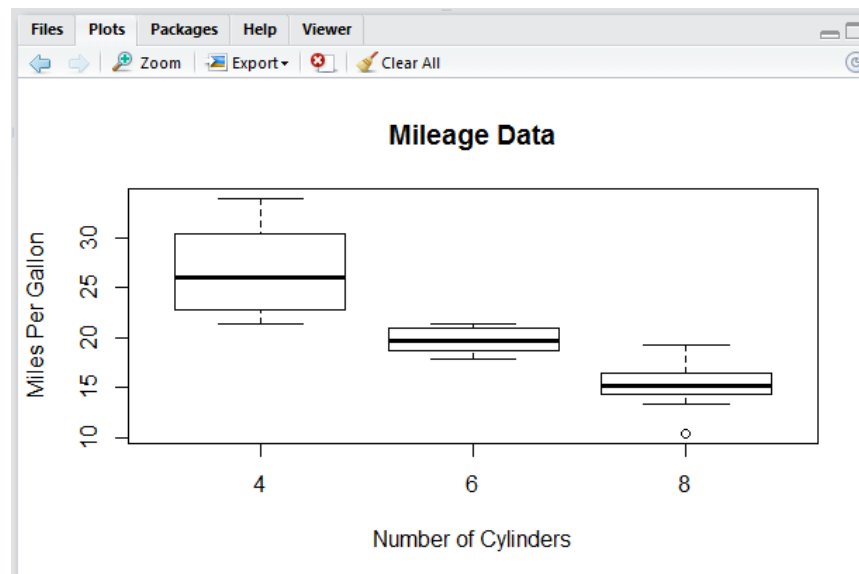 Files Plots Packages Help Viewer
Zoom Export Clear All
Mileage Data
Miles Per Gallon
30
25
20
15
10
4 6 8
Number of Cylinders